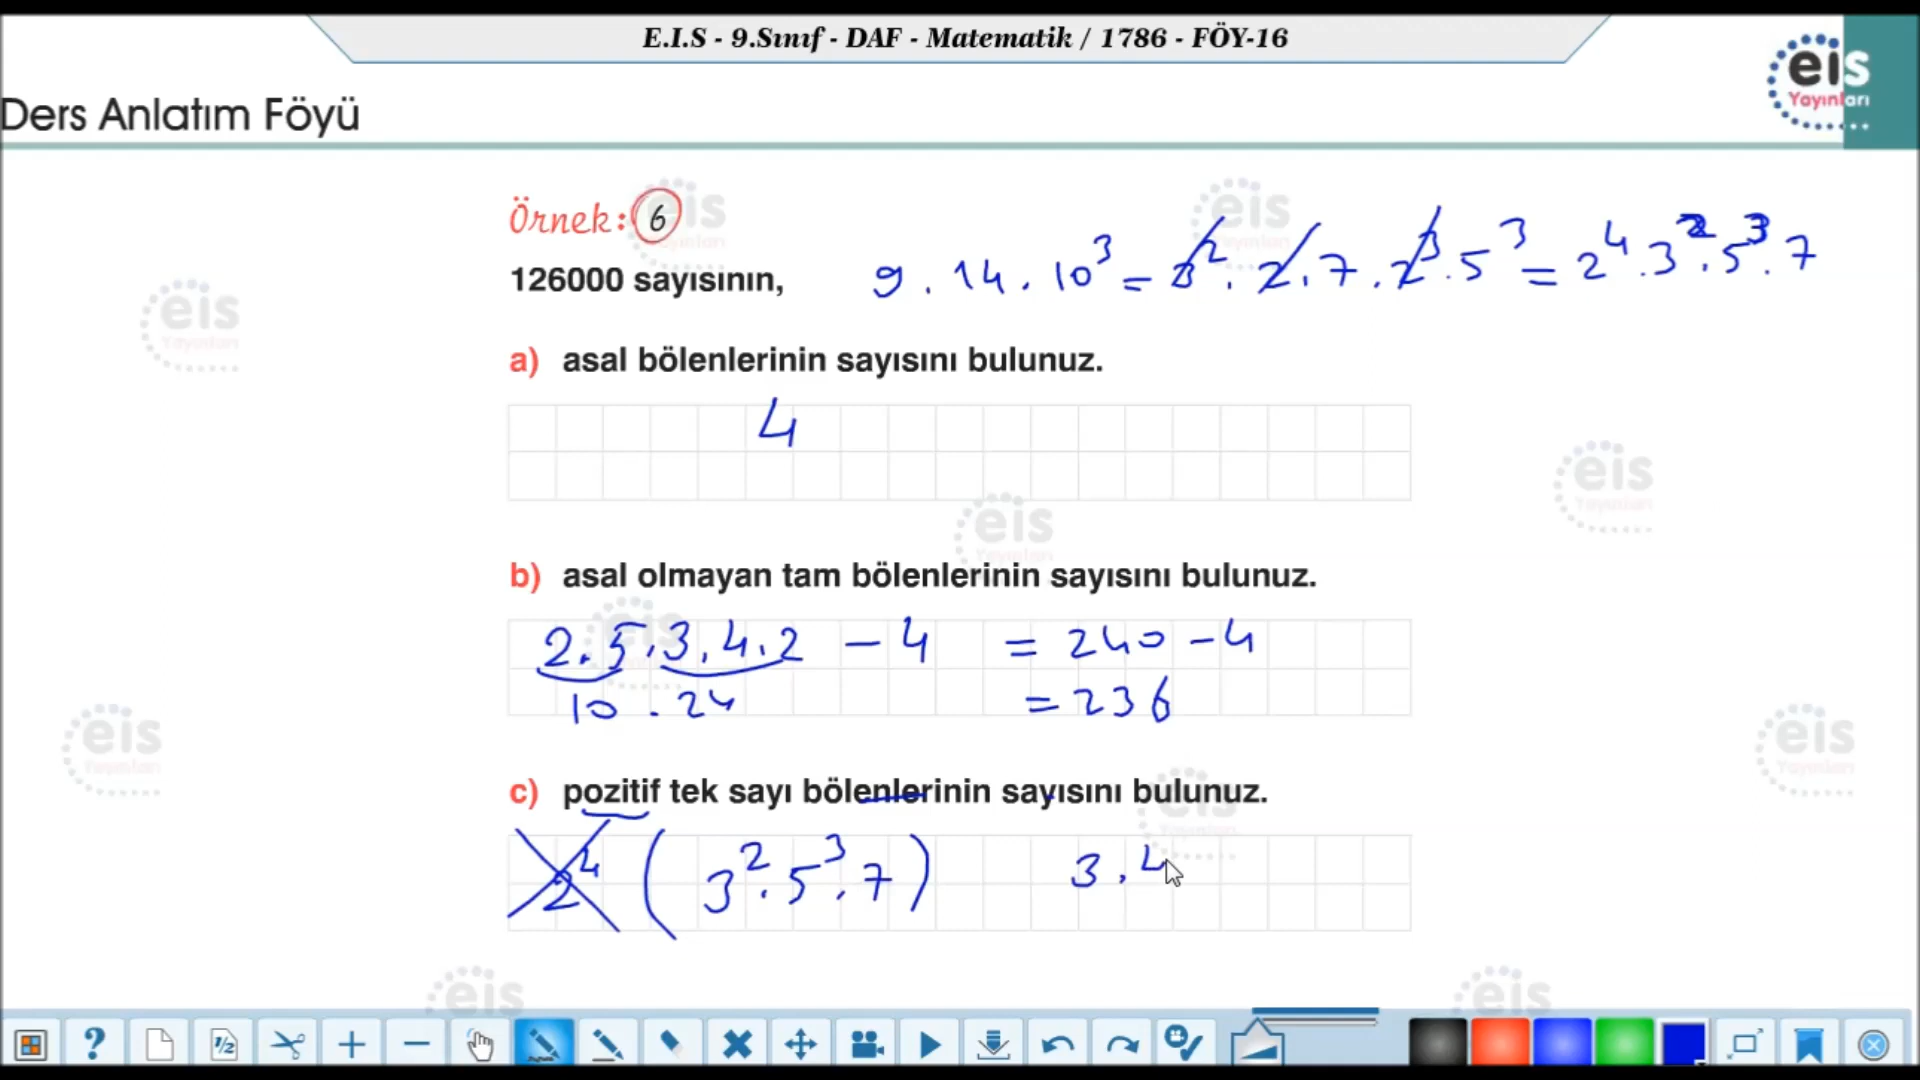 E.I.S - 9.Sınıf - DAF - Matematik / 1786 - FÖY-16
eis
Yayınları
Ders Anlatım Föyü
Örnek: 6
126000 sayısının,
9 . 14 . 10³ = 3² . 2 . 7 . 2³ . 5³ = 2⁴ . 3² . 5³ . 7
a) asal bölenlerinin sayısını bulunuz.
4
b) asal olmayan tam bölenlerinin sayısını bulunuz.
2 . 5 . 3 . 4 . 2 - 4 = 240 - 4
10 . 24 = 236
c) pozitif tek sayı bölenlerinin sayısını bulunuz.
2⁴ ( 3² . 5³ . 7 ) 3 . 4